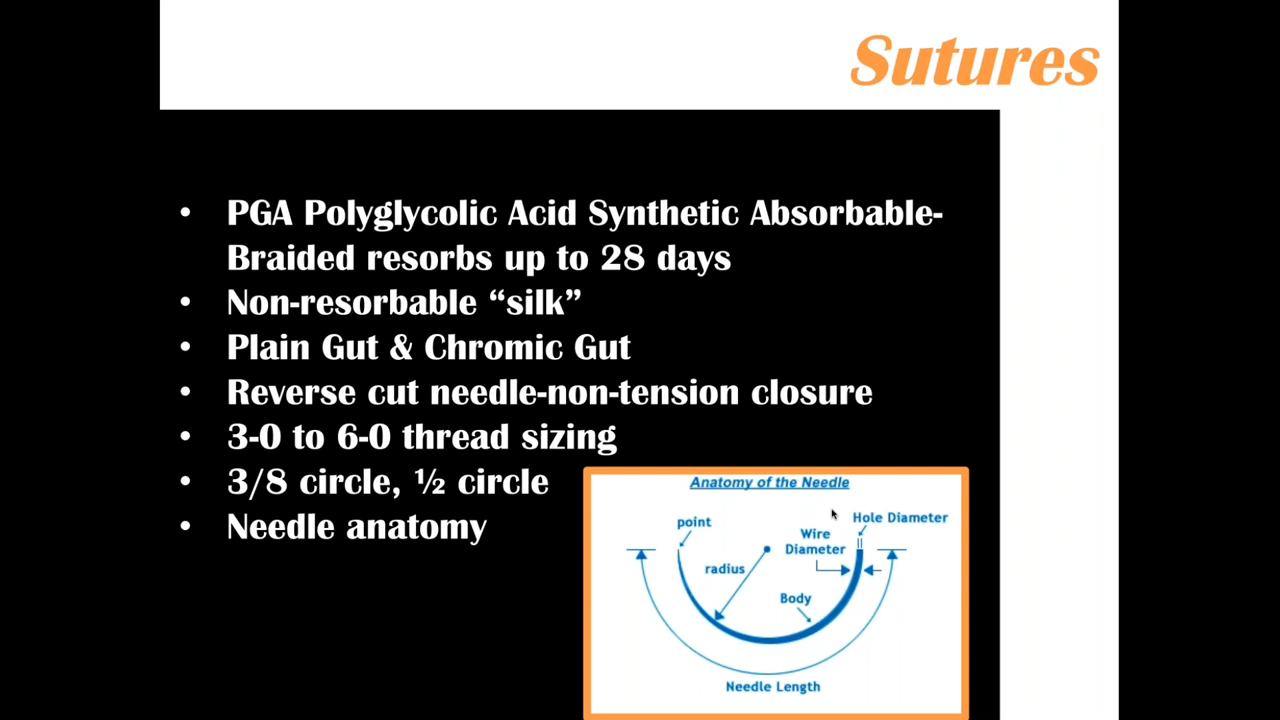 Sutures
• PGA Polyglycolic Acid Synthetic Absorbable-
Braided resorbs up to 28 days
• Non-resorbable “silk”
• Plain Gut & Chromic Gut
• Reverse cut needle-non-tension closure
• 3-0 to 6-0 thread sizing
• 3/8 circle, ½ circle
• Needle anatomy
Anatomy of the Needle
point
Hole Diameter
Wire
Diameter
radius
Body
Needle Length